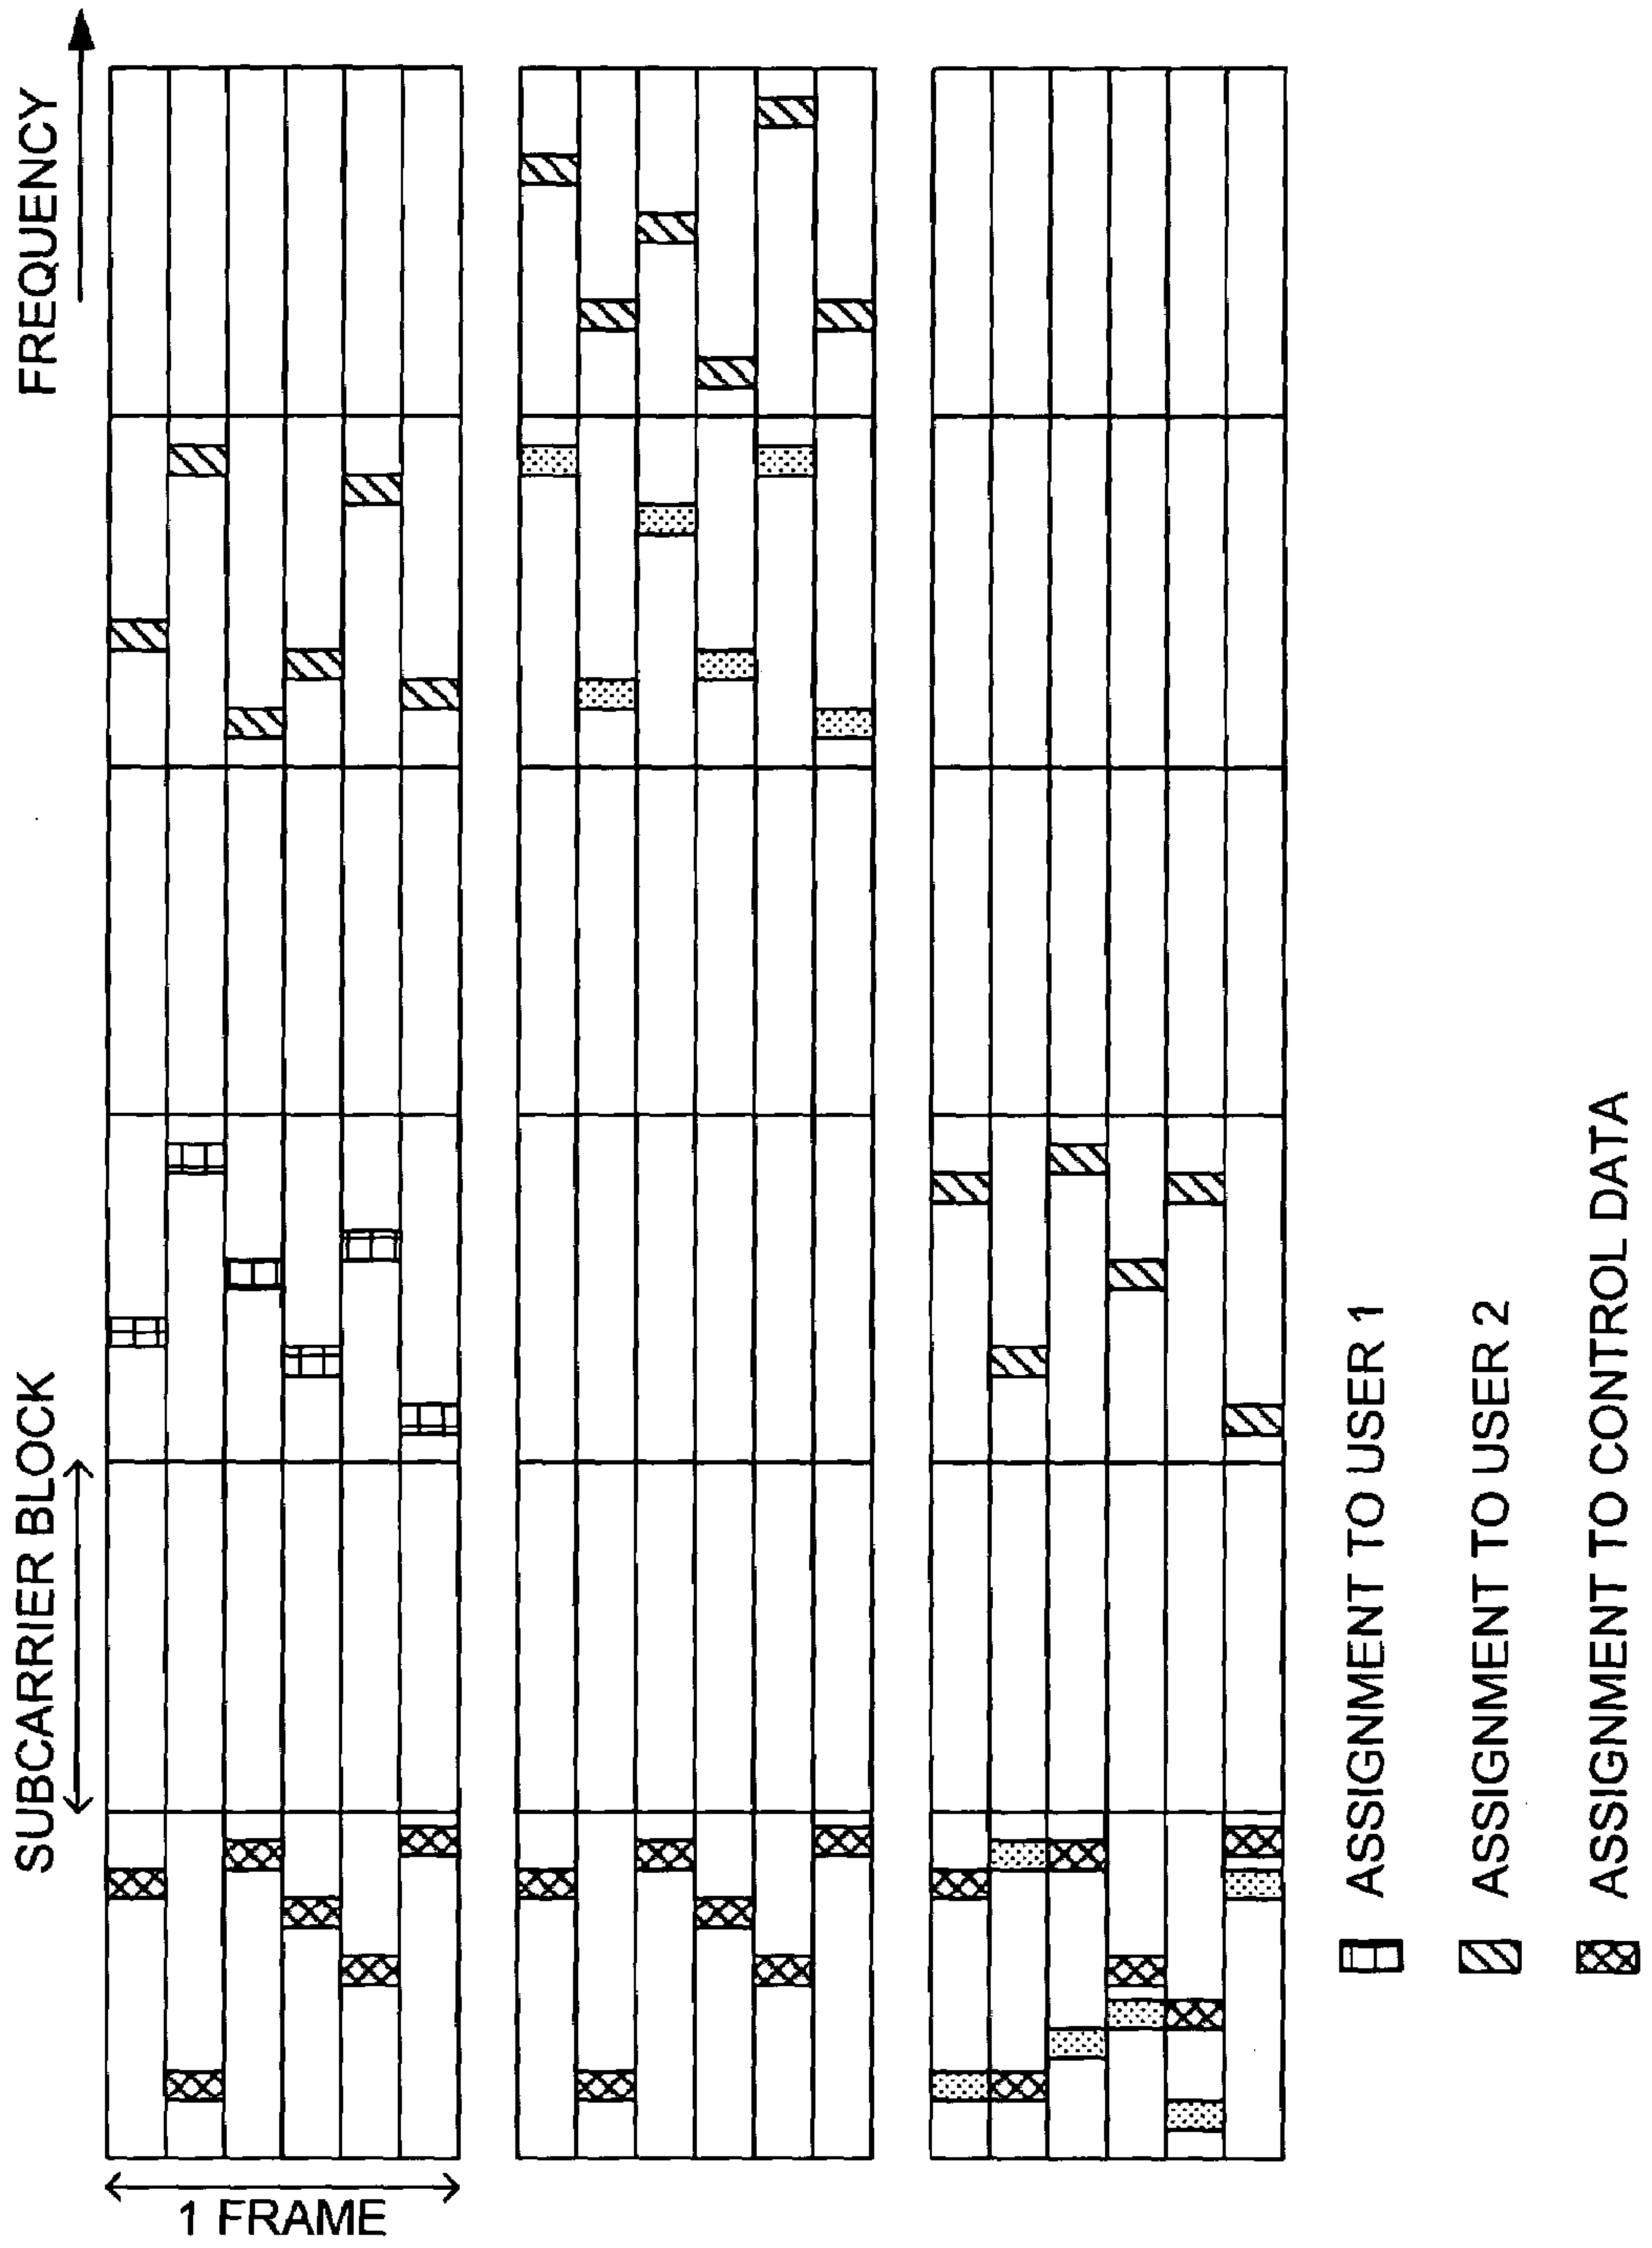 FREQUENCY
SUBCARRIER BLOCK
1 FRAME
ASSIGNMENT TO USER 1
ASSIGNMENT TO USER 2
ASSIGNMENT TO CONTROL DATA